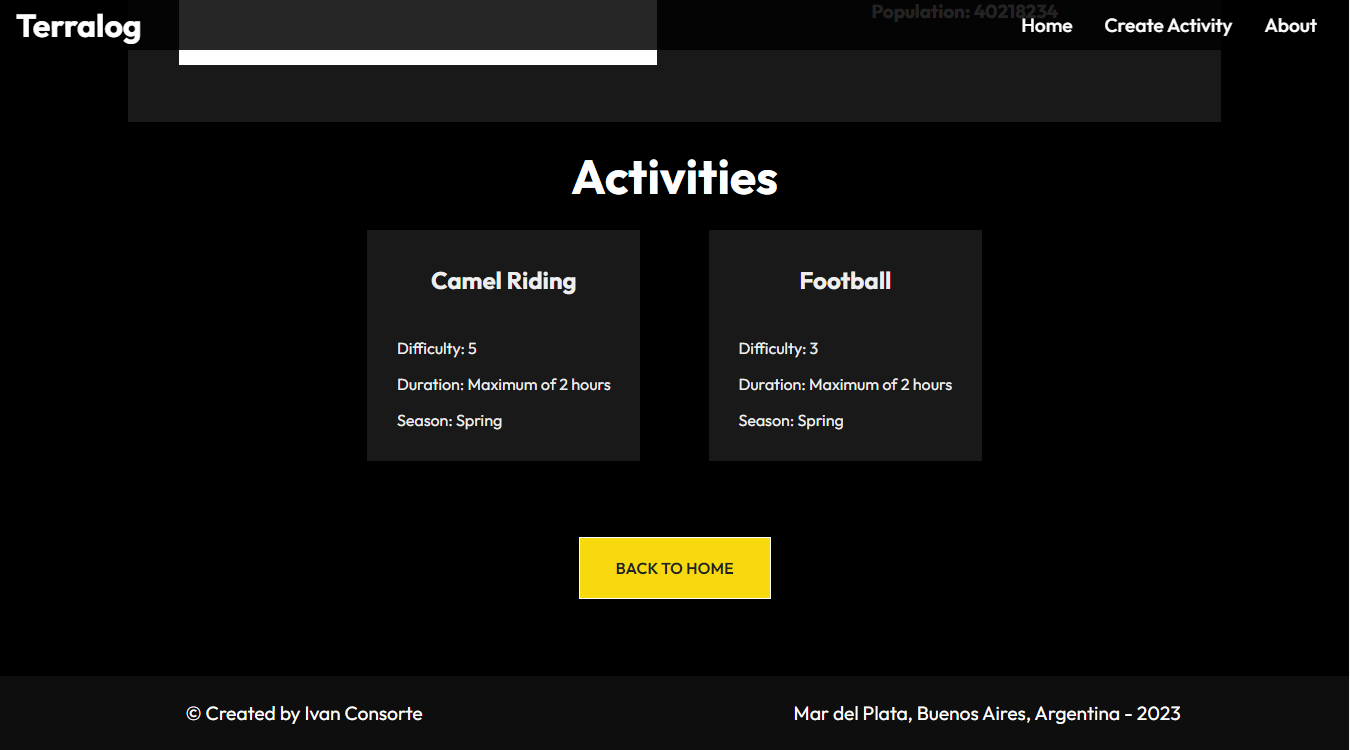 Terralog
Population: 40218234
Home
Create Activity
About
Activities
Camel Riding
Difficulty: 5
Duration: Maximum of 2 hours
Season: Spring
Football
Difficulty: 3
Duration: Maximum of 2 hours
Season: Spring
BACK TO HOME
© Created by Ivan Consorte
Mar del Plata, Buenos Aires, Argentina - 2023